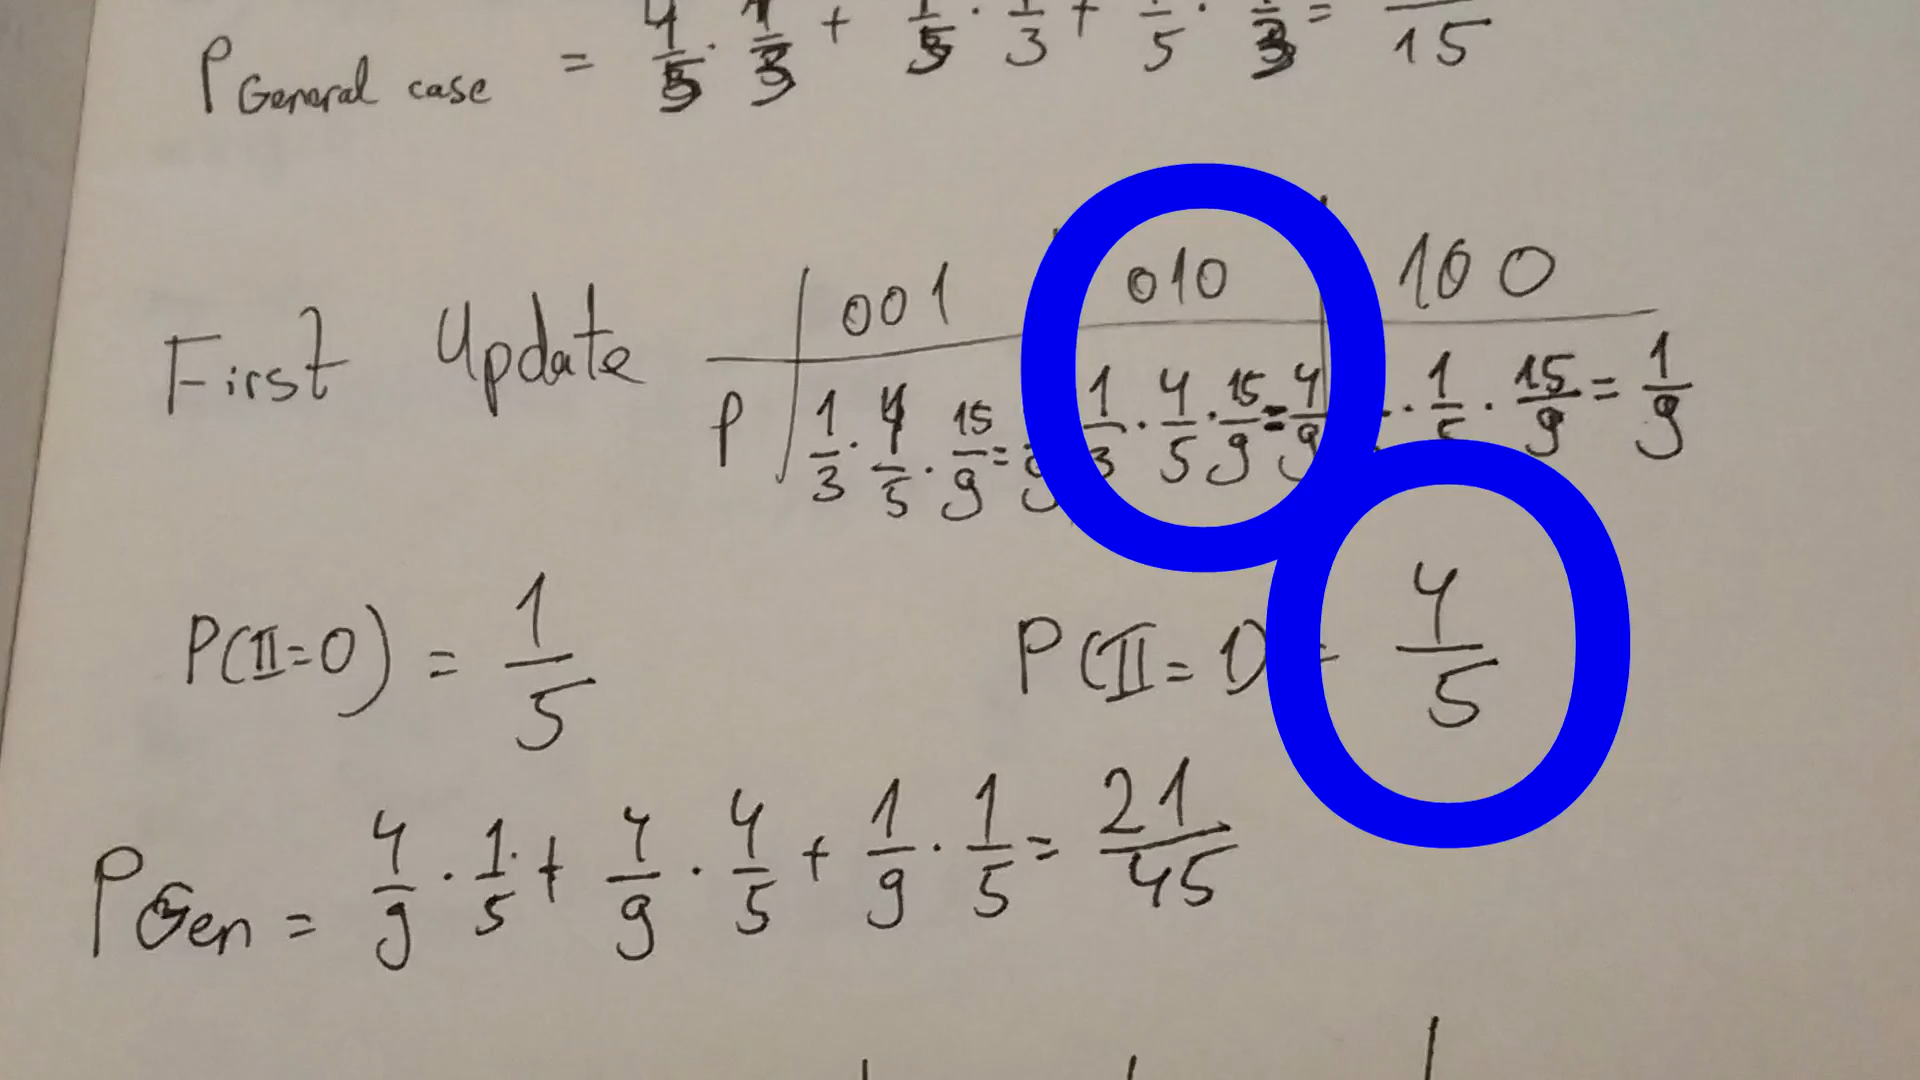 P General case = 4/5 · 1/3 + 1/5 · 1/3 + 1/5 · 1/3 = /15
First Update | 001 | 010 | 100
P | 1/3 · 4/5 · 15/9 = | 1/3 · 4/5 · 15/9 = 4/9 | · 1/5 · 15/9 = 1/9
P(II=0) = 1/5 P(II=1) = 4/5
P Gen = 4/9 · 1/5 + 4/9 · 4/5 + 1/9 · 1/5 = 21/45